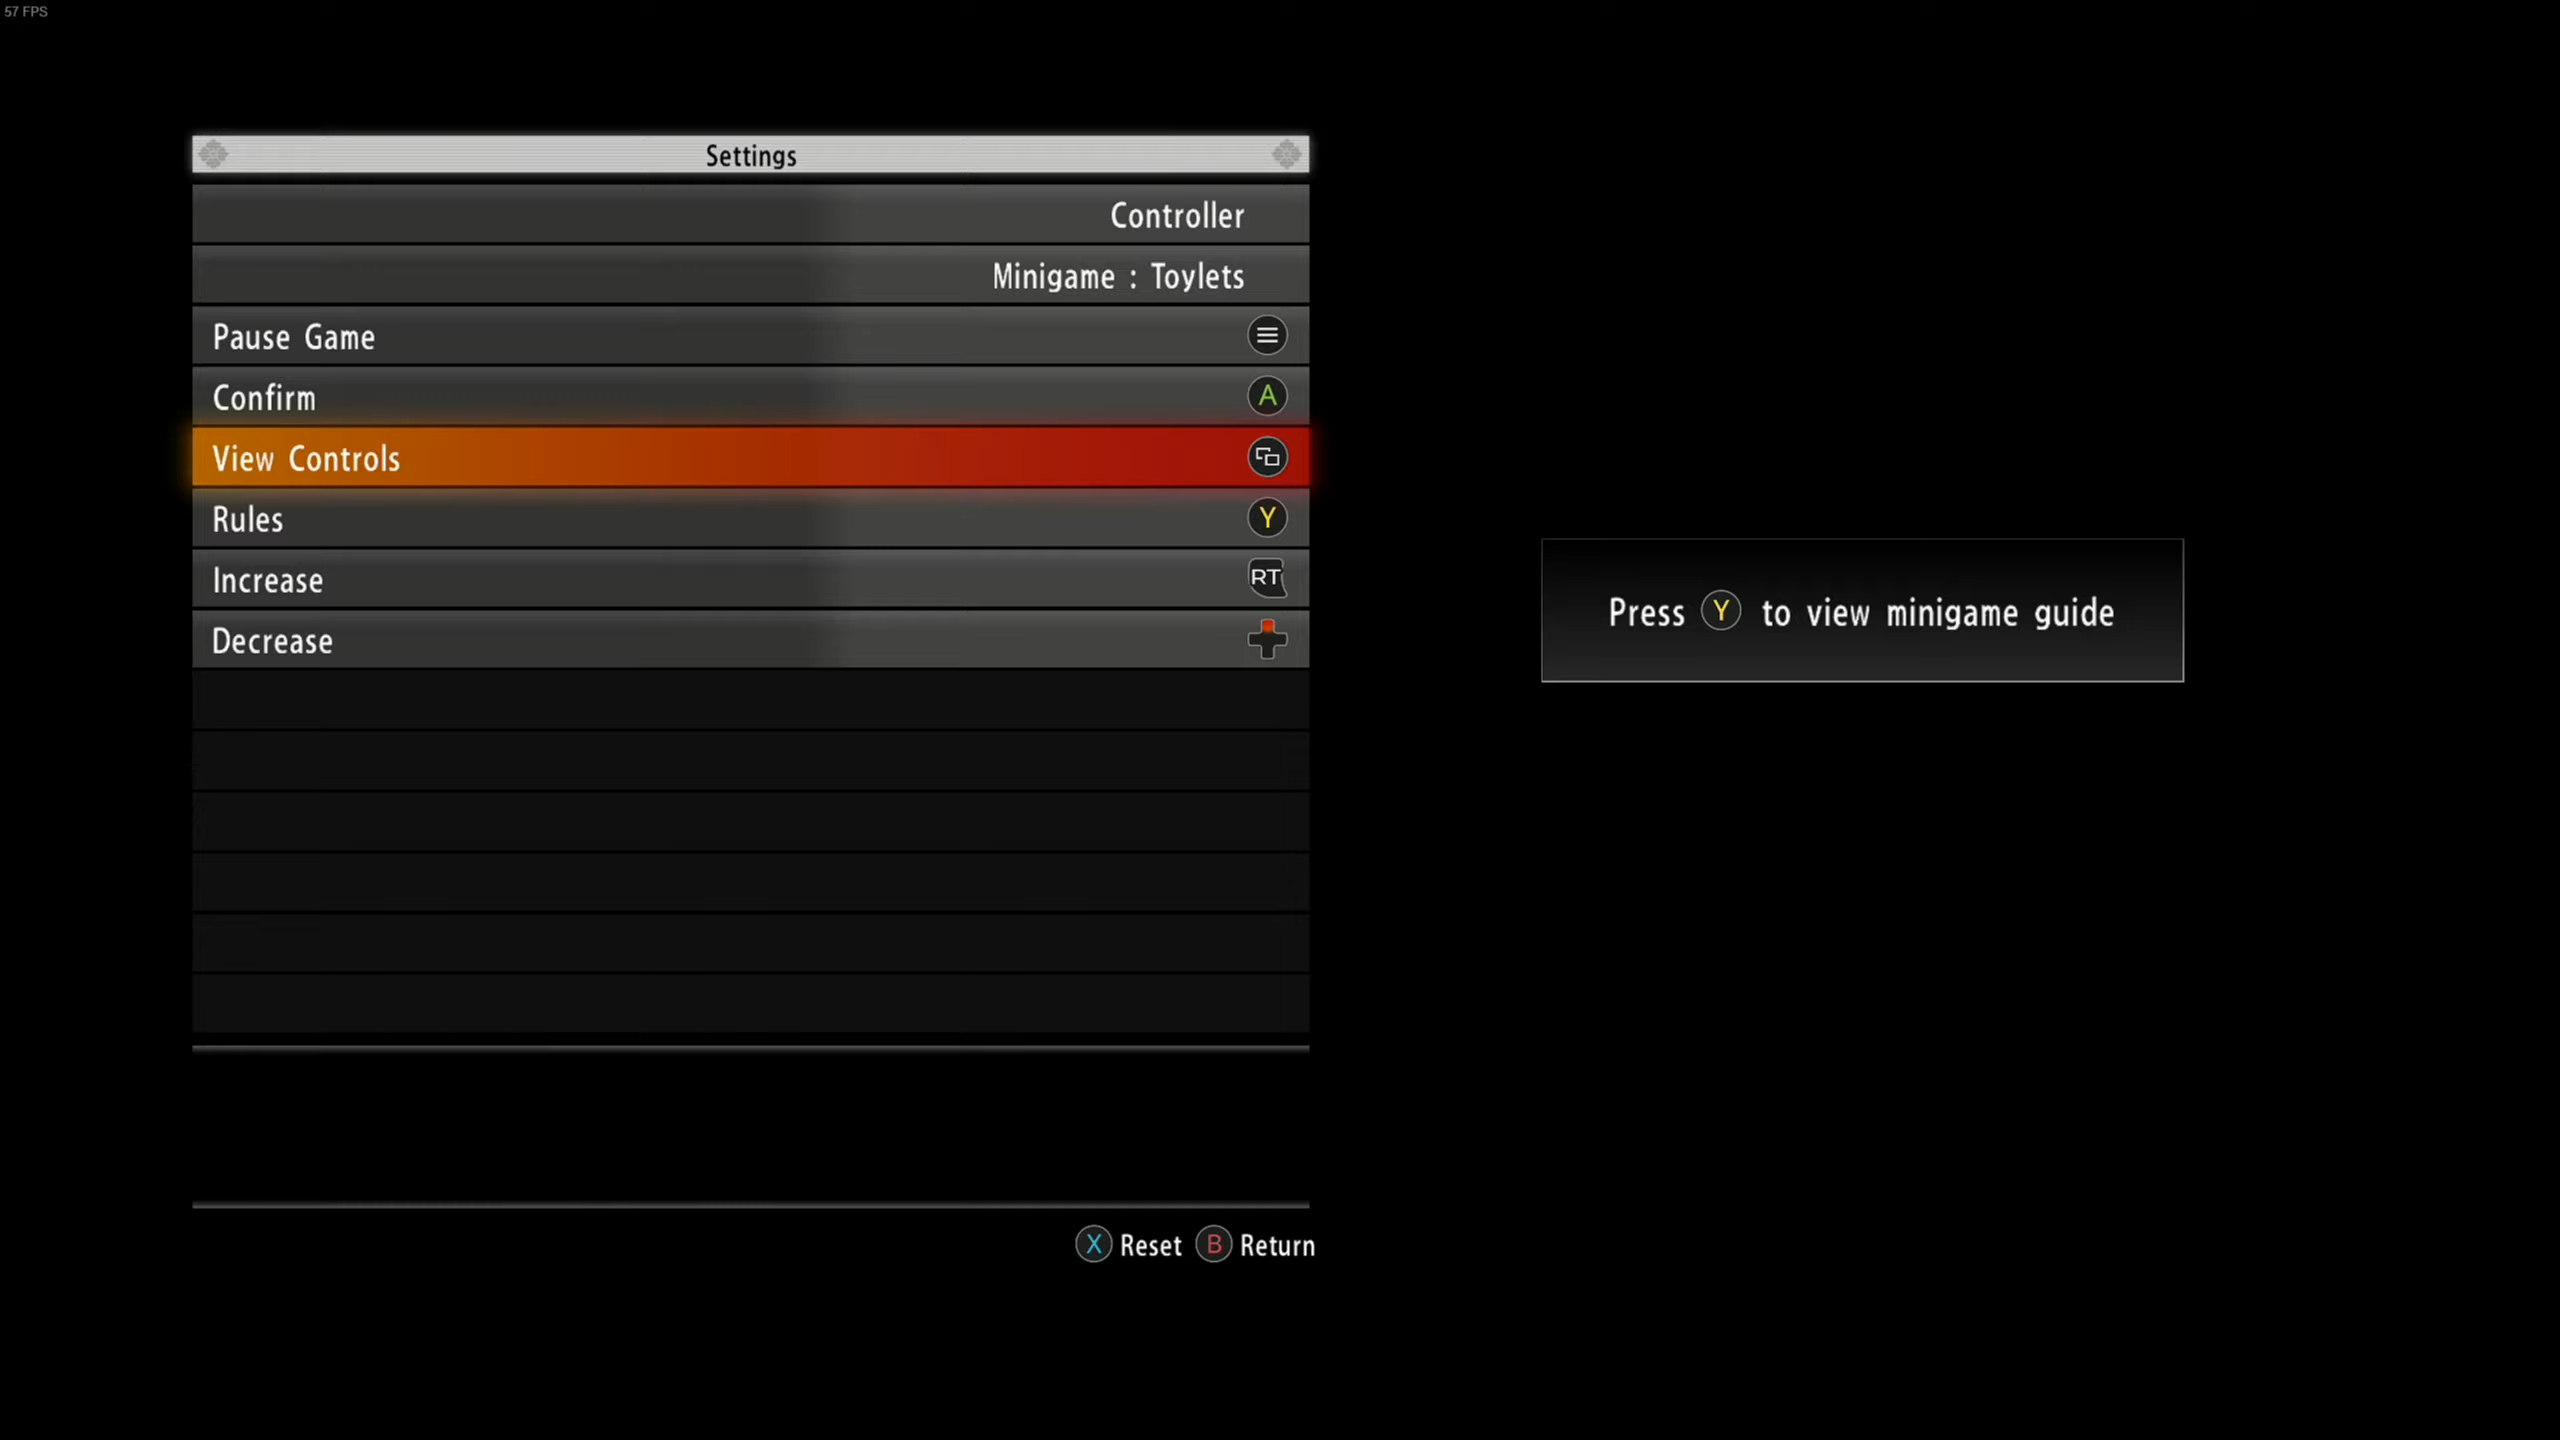 57 FPS
Settings
Controller
Minigame : Toylets
Pause Game
Confirm A
View Controls
Rules Y
Increase RT
Decrease
Press Y to view minigame guide
X Reset B Return